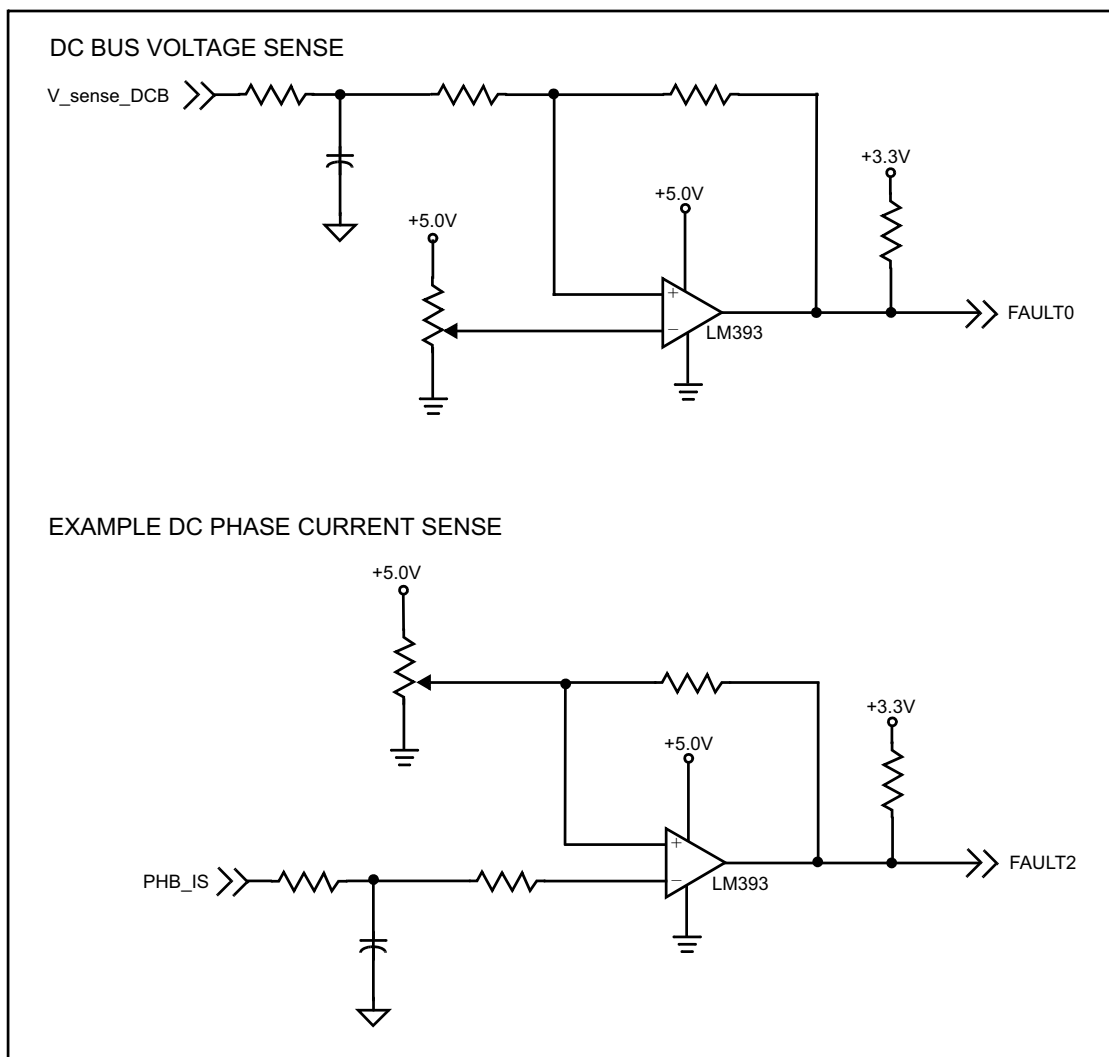 DC BUS VOLTAGE SENSE
V_sense_DCB
+3.3V
+5.0V
+5.0V
+
−
LM393
FAULT0
EXAMPLE DC PHASE CURRENT SENSE
+5.0V
+3.3V
+5.0V
+
−
LM393
PHB_IS
FAULT2